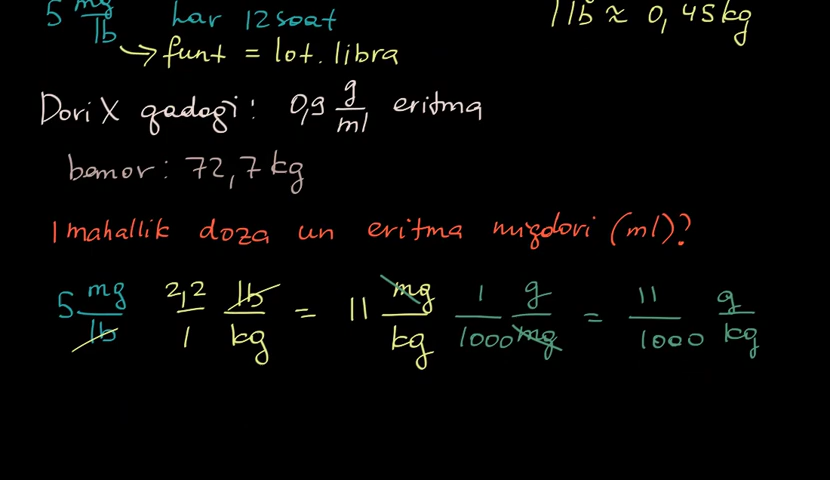 5 mg/lb har 12 soat 1 lb ≈ 0,45 kg
→ funt = lot. libra
Dori X qadogi: 0,9 g/ml eritma
bemor: 72,7 kg
1 mahallik doza un eritma miqdori (ml)?
5 mg/lb 2,2/1 lb/kg = 11 mg/kg 1/1000 g/mg = 11/1000 g/kg